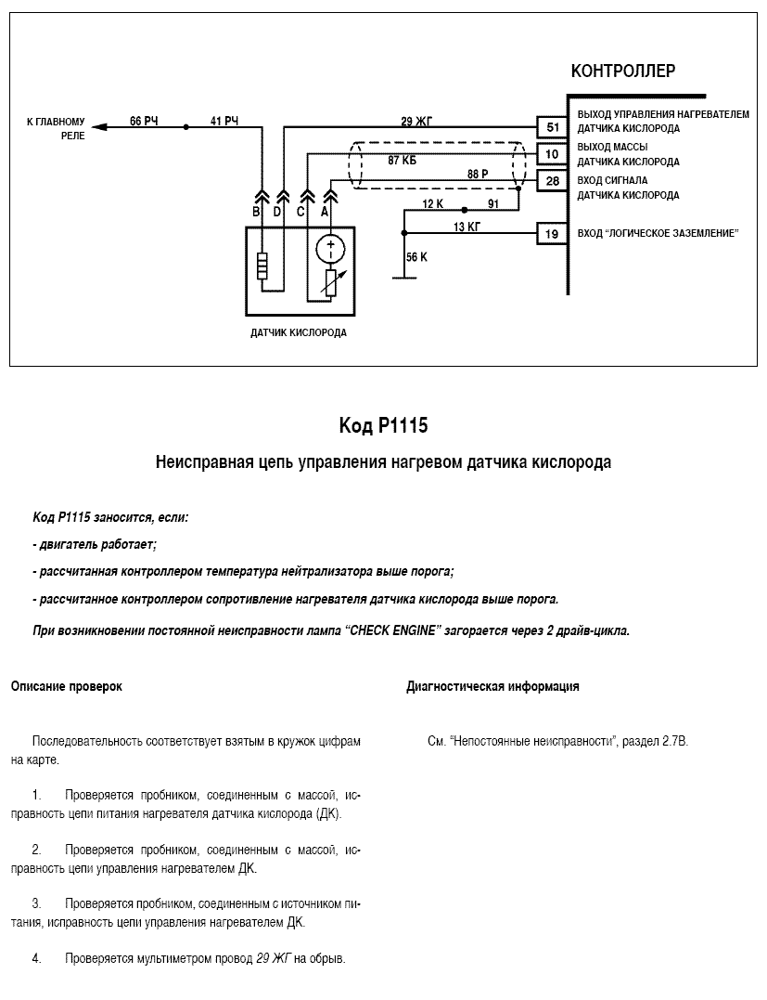 КОНТРОЛЛЕР
К ГЛАВНОМУ
РЕЛЕ
66 РЧ
41 РЧ
29 ЖГ
51
ВЫХОД УПРАВЛЕНИЯ НАГРЕВАТЕЛЕМ
ДАТЧИКА КИСЛОРОДА
87 КБ
10
ВЫХОД МАССЫ
ДАТЧИКА КИСЛОРОДА
88 Р
28
ВХОД СИГНАЛА
ДАТЧИКА КИСЛОРОДА
B D C A
12 К
91
13 КГ
19
ВХОД “ЛОГИЧЕСКОЕ ЗАЗЕМЛЕНИЕ”
56 К
ДАТЧИК КИСЛОРОДА
Код P1115
Неисправная цепь управления нагревом датчика кислорода
Код P1115 заносится, если:
- двигатель работает;
- рассчитанная контроллером температура нейтрализатора выше порога;
- рассчитанное контроллером сопротивление нагревателя датчика кислорода выше порога.
При возникновении постоянной неисправности лампа “CHECK ENGINE” загорается через 2 драйв-цикла.
Описание проверок
Последовательность соответствует взятым в кружок цифрам
на карте.
1. Проверяется пробником, соединенным с массой, ис-
правность цепи питания нагревателя датчика кислорода (ДК).
2. Проверяется пробником, соединенным с массой, ис-
правность цепи управления нагревателем ДК.
3. Проверяется пробником, соединенным с источником пи-
тания, исправность цепи управления нагревателем ДК.
4. Проверяется мультиметром провод 29 ЖГ на обрыв.
Диагностическая информация
См. “Непостоянные неисправности”, раздел 2.7В.